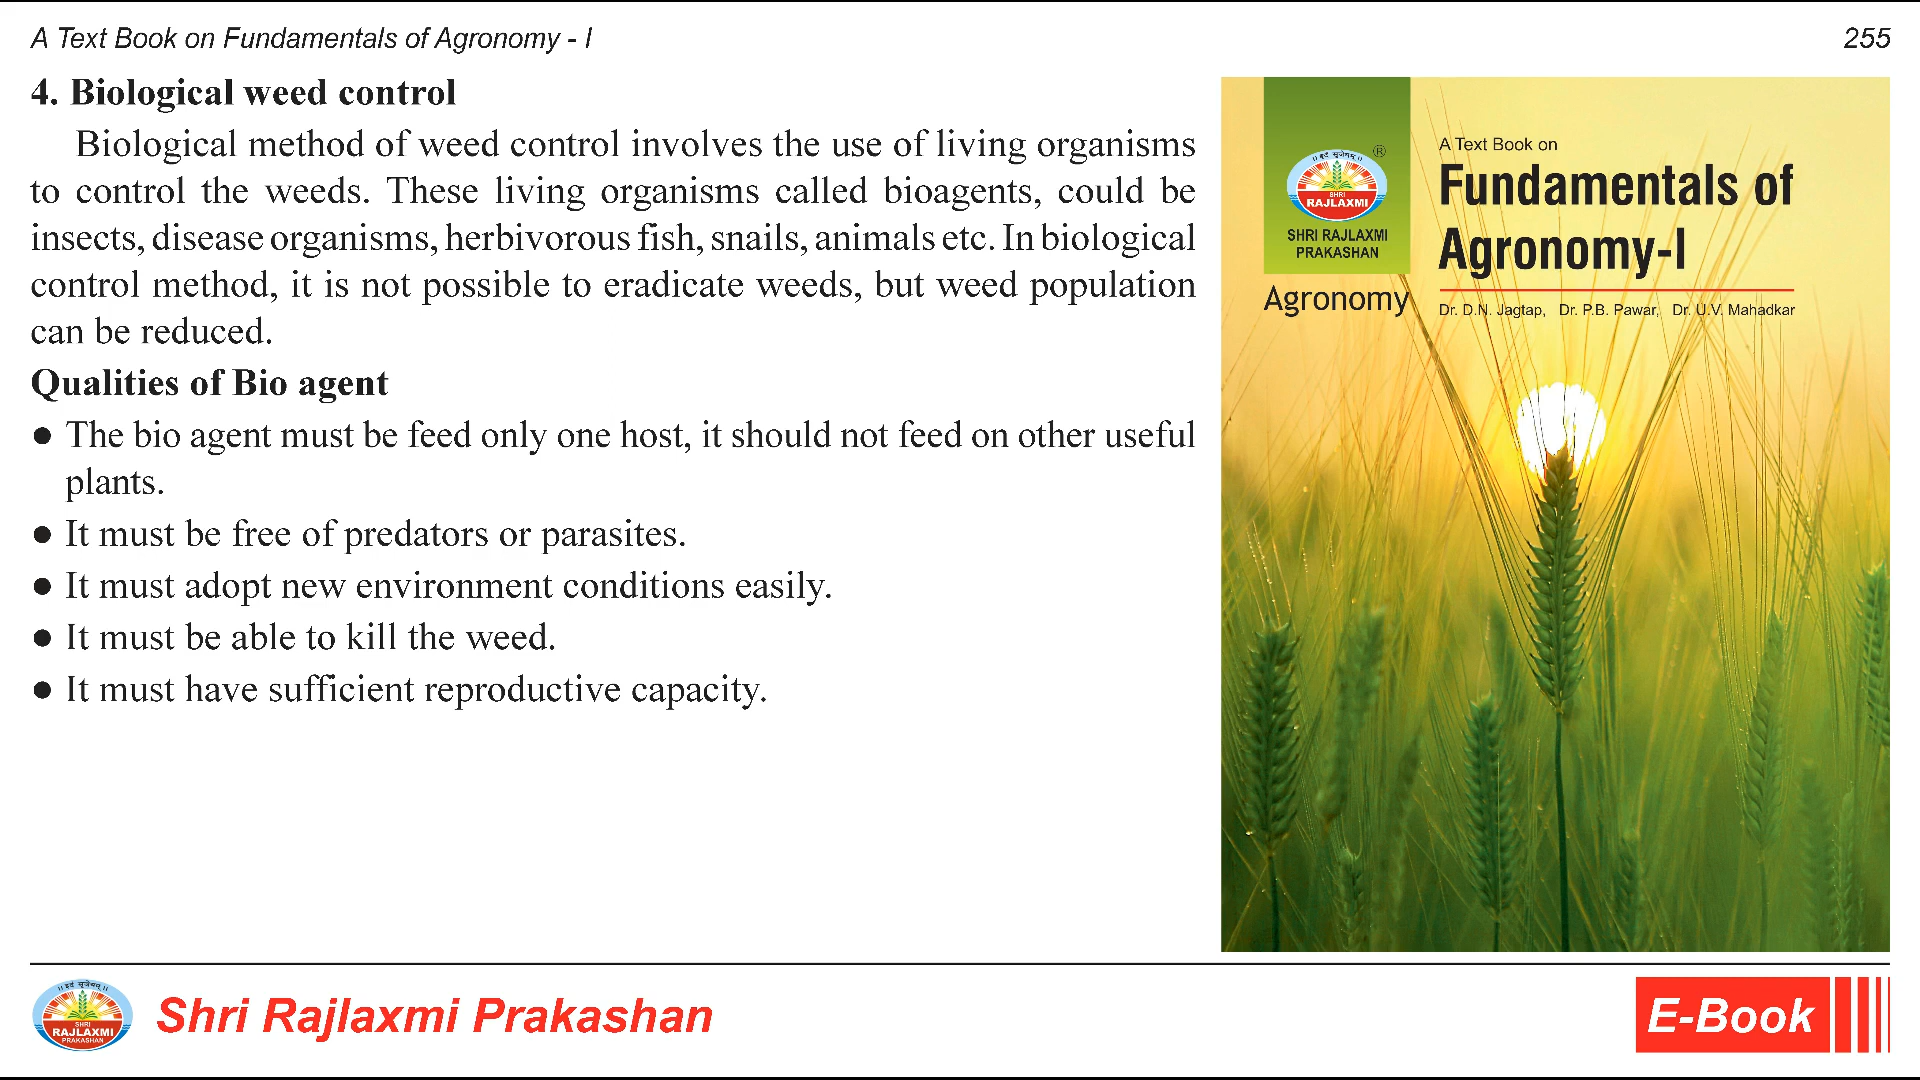 A Text Book on Fundamentals of Agronomy - I
255
4. Biological weed control
Biological method of weed control involves the use of living organisms
to control the weeds. These living organisms called bioagents, could be
insects, disease organisms, herbivorous fish, snails, animals etc. In biological
control method, it is not possible to eradicate weeds, but weed population
can be reduced.
Qualities of Bio agent
● The bio agent must be feed only one host, it should not feed on other useful
plants.
● It must be free of predators or parasites.
● It must adopt new environment conditions easily.
● It must be able to kill the weed.
● It must have sufficient reproductive capacity.
®
SHRI
RAJLAXMI
SHRI RAJLAXMI
PRAKASHAN
Agronomy
A Text Book on
Fundamentals of
Agronomy-I
Dr. D.N. Jagtap, Dr. P.B. Pawar, Dr. U.V. Mahadkar
SHRI
RAJLAXMI
PRAKASHAN
Shri Rajlaxmi Prakashan
E-Book